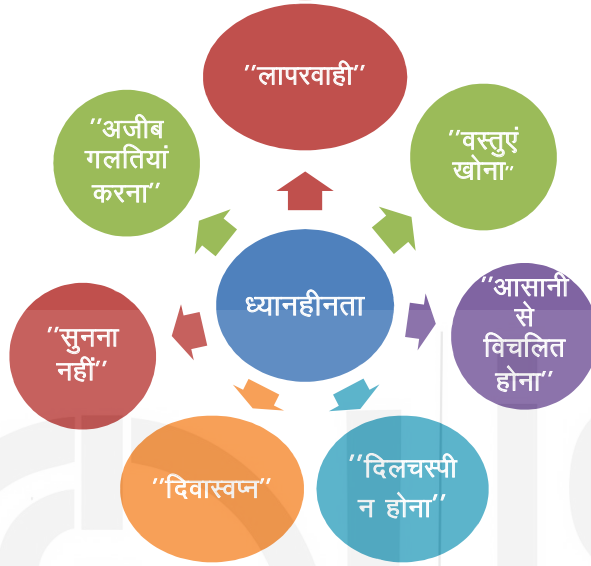 ’’लापरवाही’’
’’वस्तुएं
खोना’’
’’आसानी
से
विचलित
होना’’
’’दिलचस्पी
न होना’’
’’दिवास्वप्न’’
’’सुनना
नहीं’’
’’अजीब
गलतियां
करना’’
ध्यानहीनता